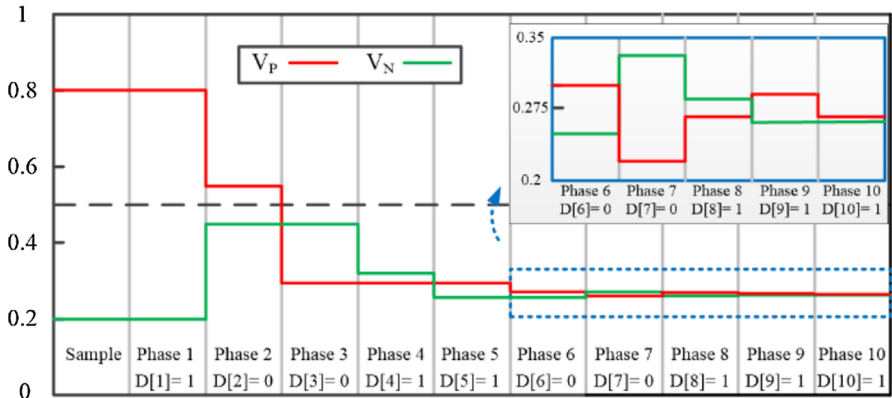 1
0.8
0.6
0.4
0.2
0
V_P V_N
0.35
0.275
0.2
Phase 6 Phase 7 Phase 8 Phase 9 Phase 10
D[6]= 0 D[7]= 0 D[8]= 1 D[9]= 1 D[10]= 1
Sample Phase 1 Phase 2 Phase 3 Phase 4 Phase 5 Phase 6 Phase 7 Phase 8 Phase 9 Phase 10
D[1]= 1 D[2]= 0 D[3]= 0 D[4]= 1 D[5]= 1 D[6]= 0 D[7]= 0 D[8]= 1 D[9]= 1 D[10]= 1